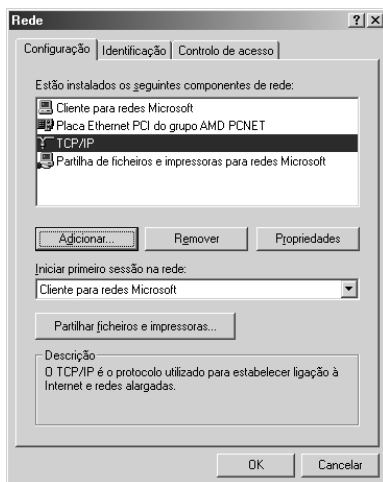 Rede
Configuração Identificação Controlo de acesso
Estão instalados os seguintes componentes de rede:
Cliente para redes Microsoft
Placa Ethernet PCI do grupo AMD PCNET
TCP/IP
Partilha de ficheiros e impressoras para redes Microsoft
Adicionar... Remover Propriedades
Iniciar primeiro sessão na rede:
Cliente para redes Microsoft
Partilhar ficheiros e impressoras...
Descrição
O TCP/IP é o protocolo utilizado para estabelecer ligação à
Internet e redes alargadas.
OK Cancelar